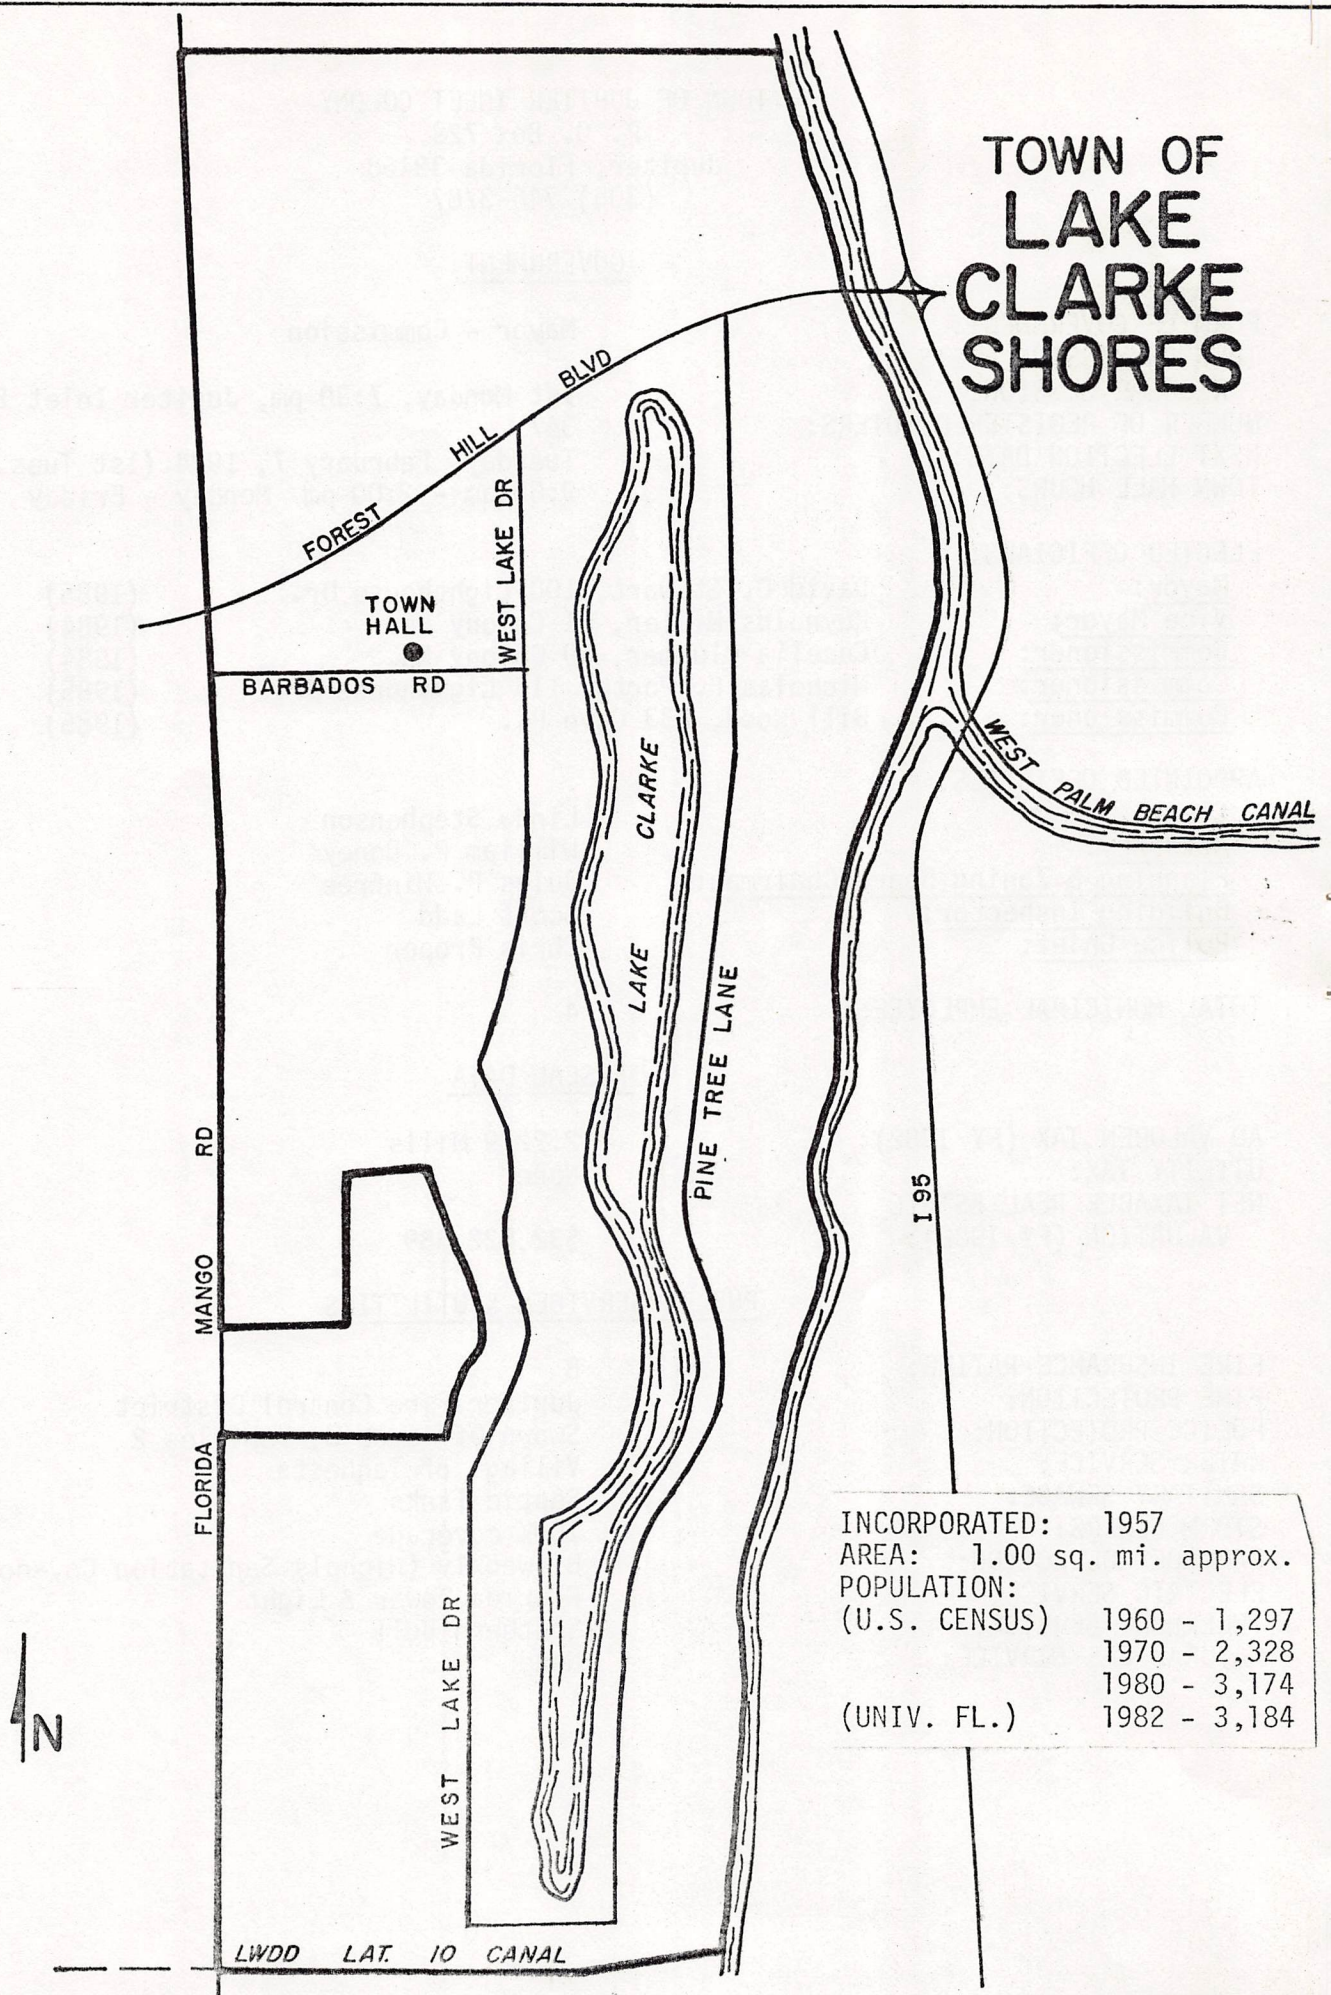 TOWN OF
LAKE
CLARKE
SHORES
FOREST HILL BLVD
WEST LAKE DR
TOWN
HALL
BARBADOS RD
LAKE CLARKE
WEST PALM BEACH CANAL
PINE TREE LANE
I 95
FLORIDA MANGO RD
INCORPORATED: 1957
AREA: 1.00 sq. mi. approx.
POPULATION:
(U.S. CENSUS) 1960 - 1,297
1970 - 2,328
1980 - 3,174
(UNIV. FL.) 1982 - 3,184
WEST LAKE DR
N
LWDD LAT. 10 CANAL